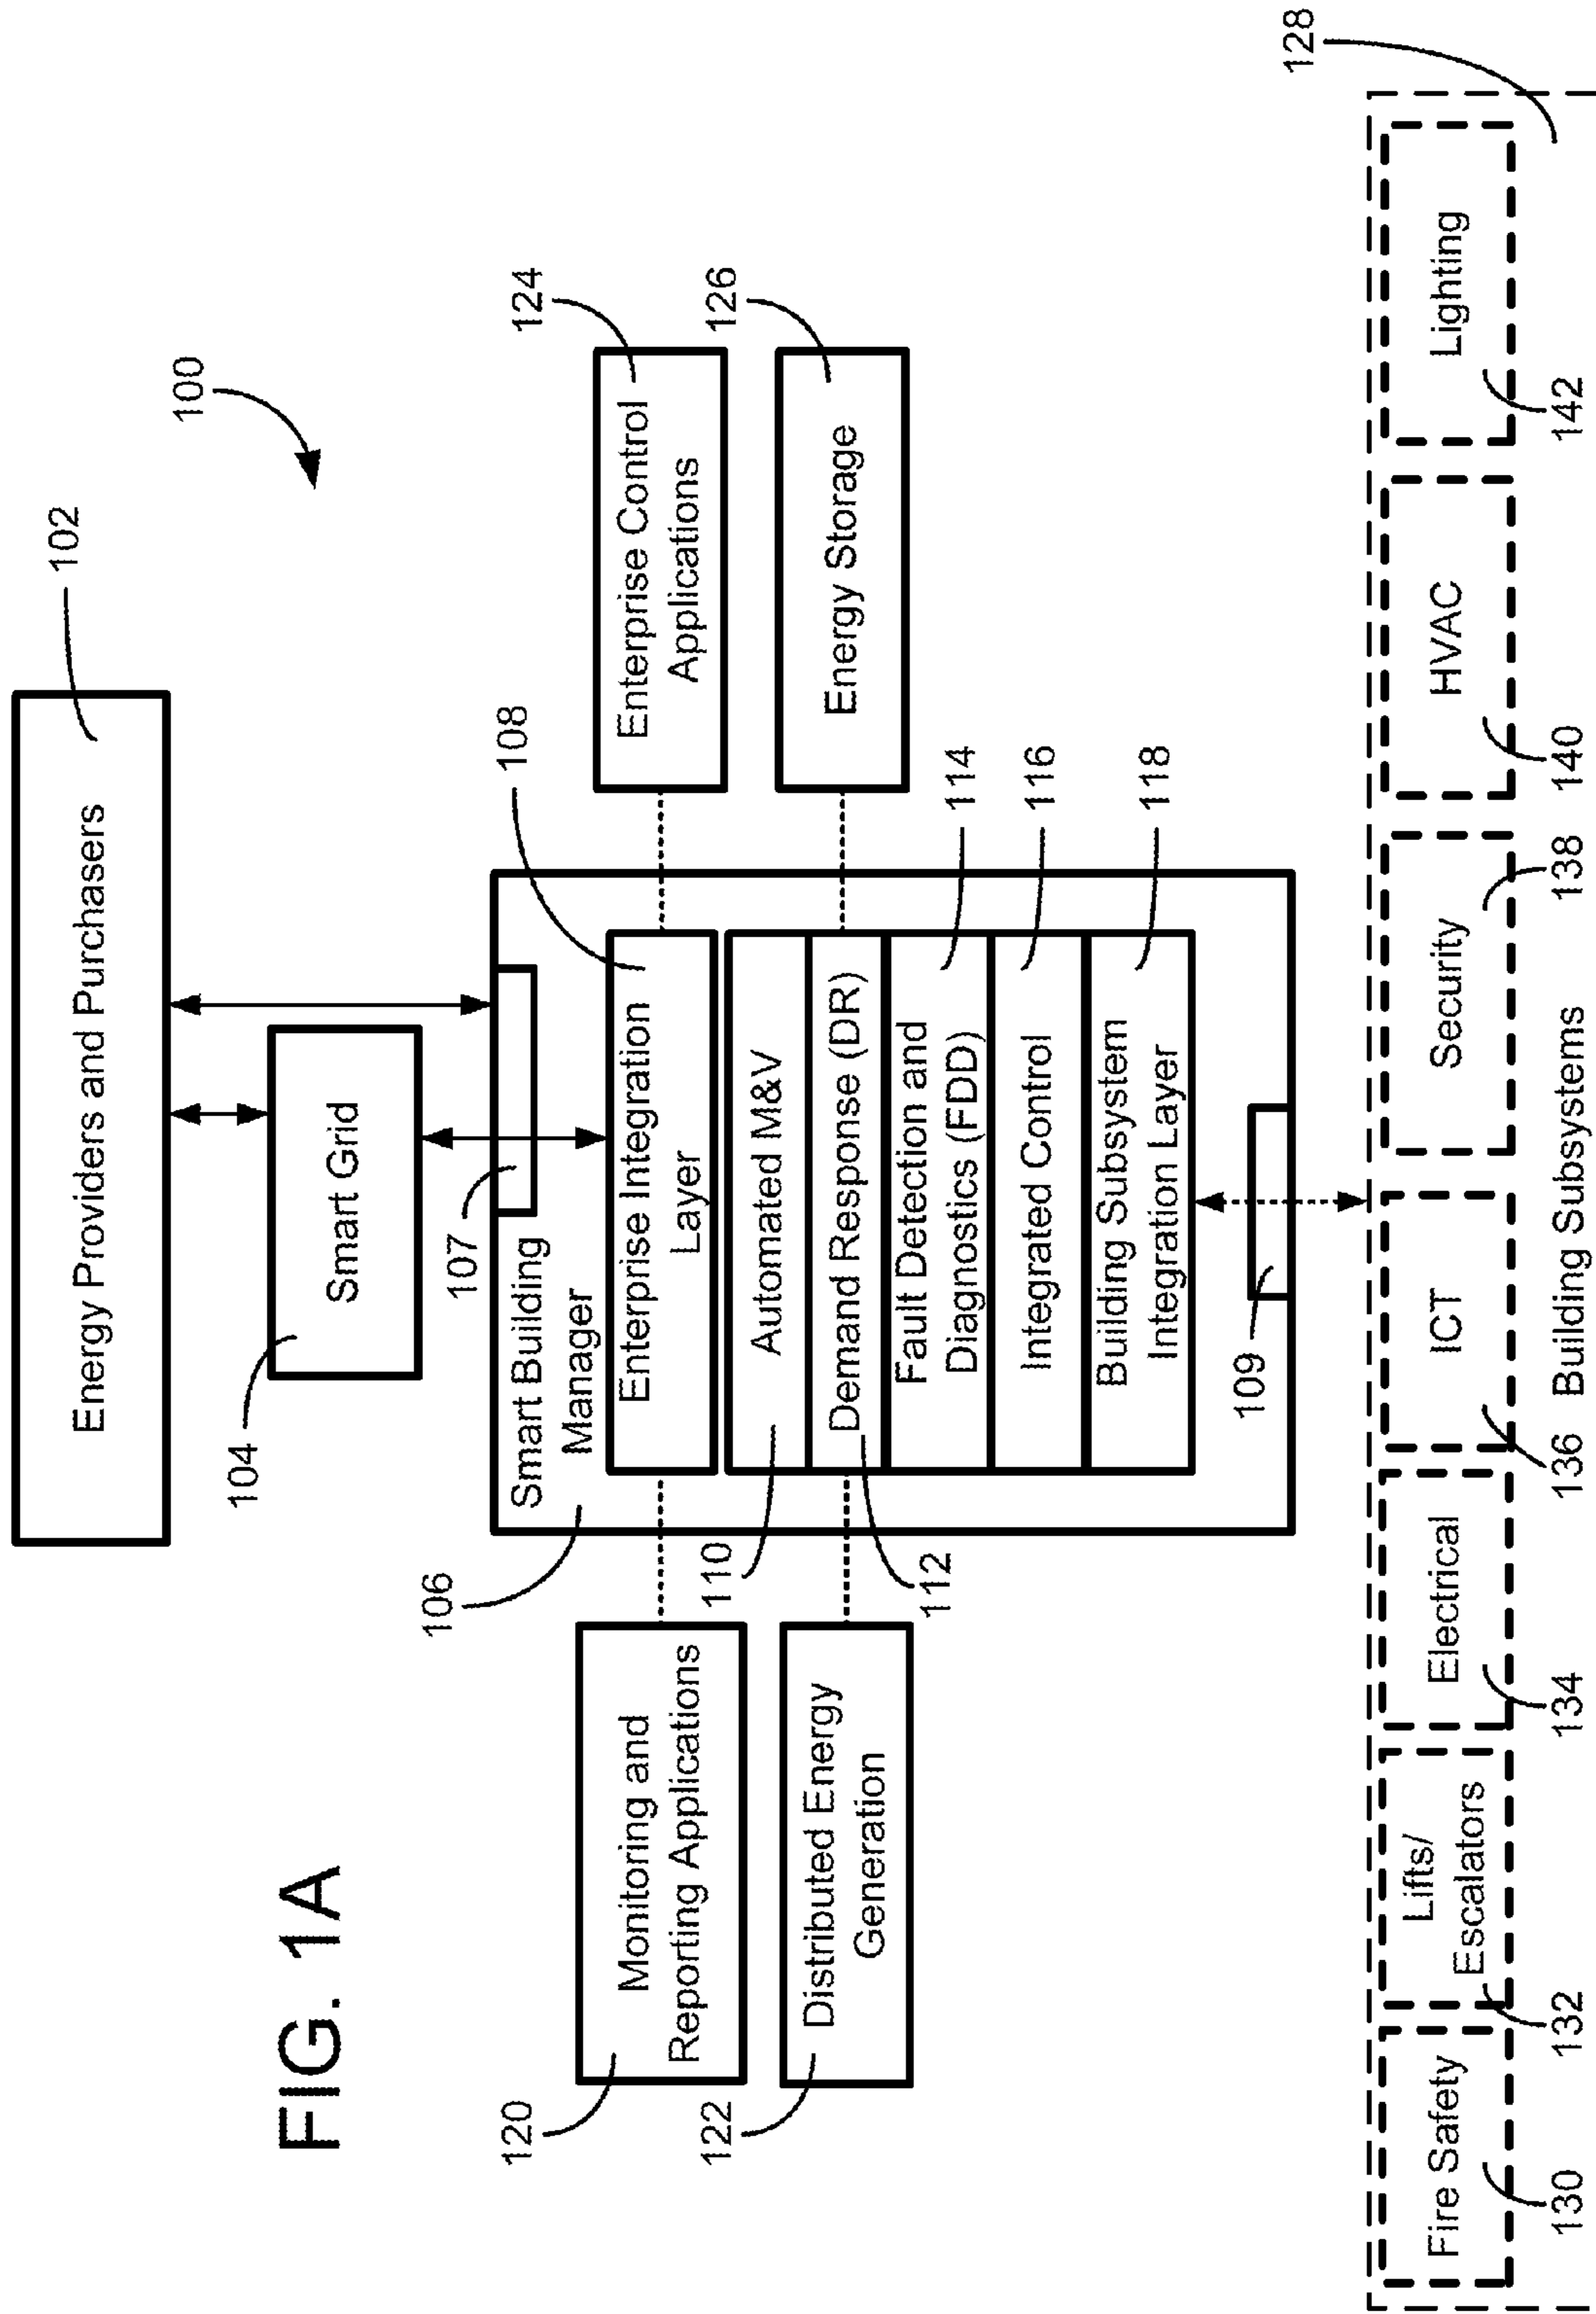 FIG. 1A
Energy Providers and Purchasers
102
100
104
Smart Grid
107
106
Smart Building
Manager
108
Enterprise Integration
Layer
110
Automated M&V
112
Demand Response (DR)
Fault Detection and
Diagnostics (FDD)
114
Integrated Control
116
Building Subsystem
Integration Layer
118
109
120
Monitoring and
Reporting Applications
122
Distributed Energy
Generation
124
Enterprise Control
Applications
126
Energy Storage
128
Fire Safety
Lifts/
Escalators
Electrical
ICT
Security
HVAC
Lighting
130
132
134
136
Building Subsystems
138
140
142